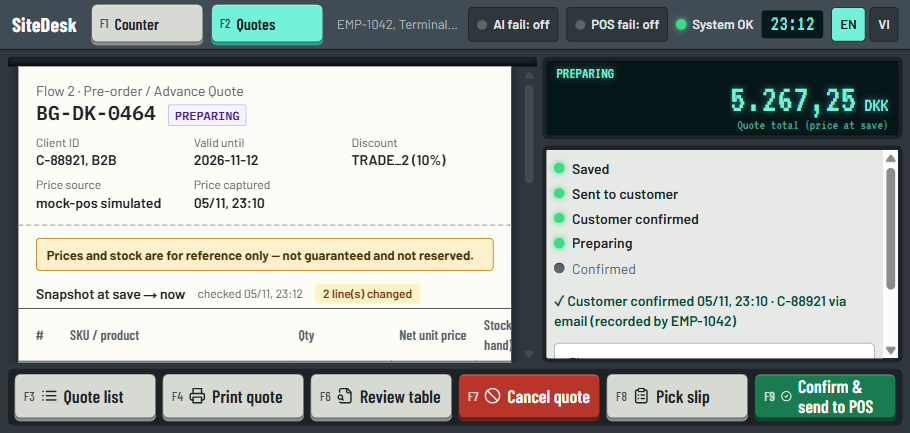 SiteDesk
F1 Counter
F2 Quotes
EMP-1042, Terminal...
AI fail: off
POS fail: off
System OK
23:12
EN
VI
Flow 2 · Pre-order / Advance Quote
BG-DK-0464 PREPARING
Client ID Valid until Discount
C-88921, B2B 2026-11-12 TRADE_2 (10%)
Price source Price captured
mock-pos simulated 05/11, 23:10
Prices and stock are for reference only — not guaranteed and not reserved.
Snapshot at save → now checked 05/11, 23:12 2 line(s) changed
# SKU / product Qty Net unit price Stock
hand)
PREPARING
5.267,25 DKK
Quote total (price at save)
Saved
Sent to customer
Customer confirmed
Preparing
Confirmed
✓ Customer confirmed 05/11, 23:10 · C-88921 via
email (recorded by EMP-1042)
F3 Quote list
F4 Print quote
F6 Review table
F7 Cancel quote
F8 Pick slip
F9 Confirm &
send to POS